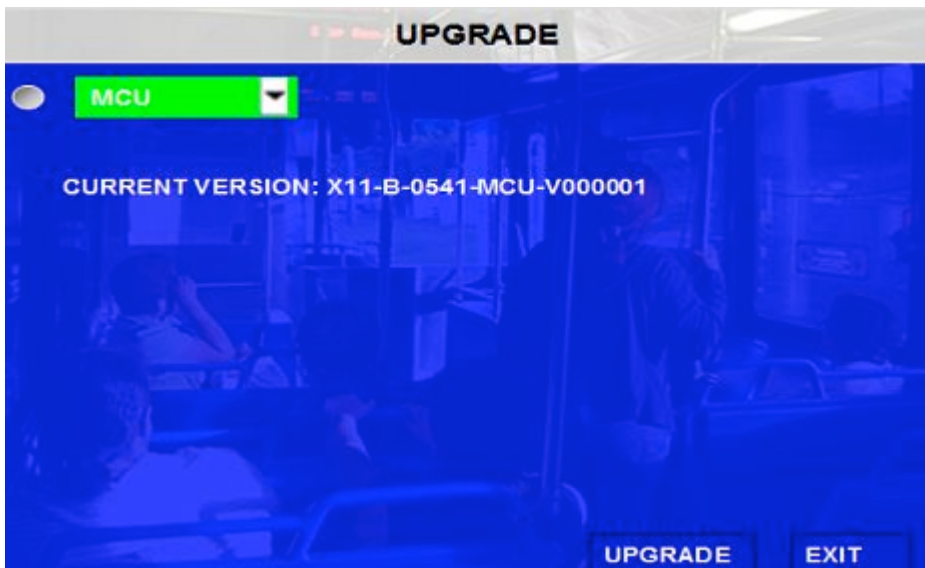 UPGRADE
MCU
CURRENT VERSION: X11-B-0541-MCU-V000001
UPGRADE EXIT